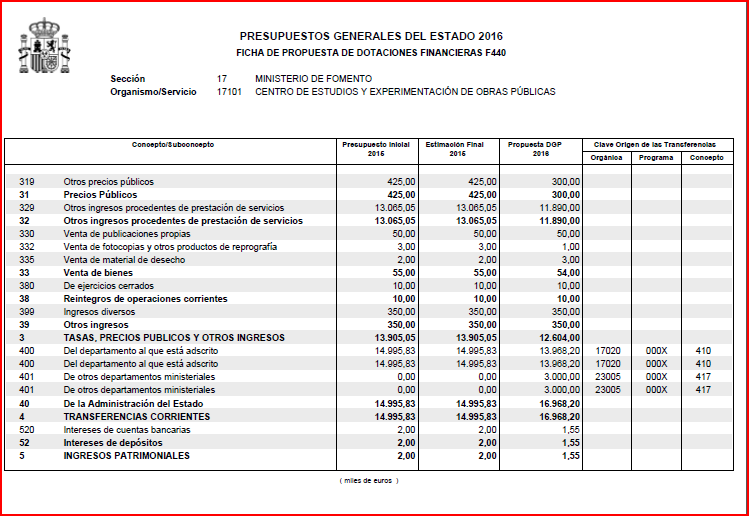 PRESUPUESTOS GENERALES DEL ESTADO 2016
FICHA DE PROPUESTA DE DOTACIONES FINANCIERAS F440
Sección 17 MINISTERIO DE FOMENTO
Organismo/Servicio 17101 CENTRO DE ESTUDIOS Y EXPERIMENTACIÓN DE OBRAS PÚBLICAS
Concepto/Subconcepto Presupuesto Inicial 2016 Estimación Final 2016 Propuesta DGP 2016 Clave Origen de las Transferencias
Orgánica Programa Concepto
319 Otros precios públicos 425,00 425,00 300,00
31 Precios Públicos 425,00 425,00 300,00
329 Otros ingresos procedentes de prestación de servicios 13.065,05 13.065,05 11.890,00
32 Otros ingresos procedentes de prestación de servicios 13.065,05 13.065,05 11.890,00
330 Venta de publicaciones propias 50,00 50,00 50,00
332 Venta de fotocopias y otros productos de reprografía 3,00 3,00 1,00
335 Venta de material de desecho 2,00 2,00 3,00
33 Venta de bienes 55,00 55,00 54,00
380 De ejercicios cerrados 10,00 10,00 10,00
38 Reintegros de operaciones corrientes 10,00 10,00 10,00
399 Ingresos diversos 350,00 350,00 350,00
39 Otros ingresos 350,00 350,00 350,00
3 TASAS, PRECIOS PUBLICOS Y OTROS INGRESOS 13.905,05 13.905,05 12.604,00
400 Del departamento al que está adscrito 14.995,83 14.995,83 13.968,20 17020 000X 410
400 Del departamento al que está adscrito 14.995,83 14.995,83 13.968,20 17020 000X 410
401 De otros departamentos ministeriales 0,00 0,00 3.000,00 23005 000X 417
401 De otros departamentos ministeriales 0,00 0,00 3.000,00 23005 000X 417
40 De la Administración del Estado 14.995,83 14.995,83 16.968,20
4 TRANSFERENCIAS CORRIENTES 14.995,83 14.995,83 16.968,20
520 Intereses de cuentas bancarias 2,00 2,00 1,55
52 Intereses de depósitos 2,00 2,00 1,55
5 INGRESOS PATRIMONIALES 2,00 2,00 1,55
( miles de euros )